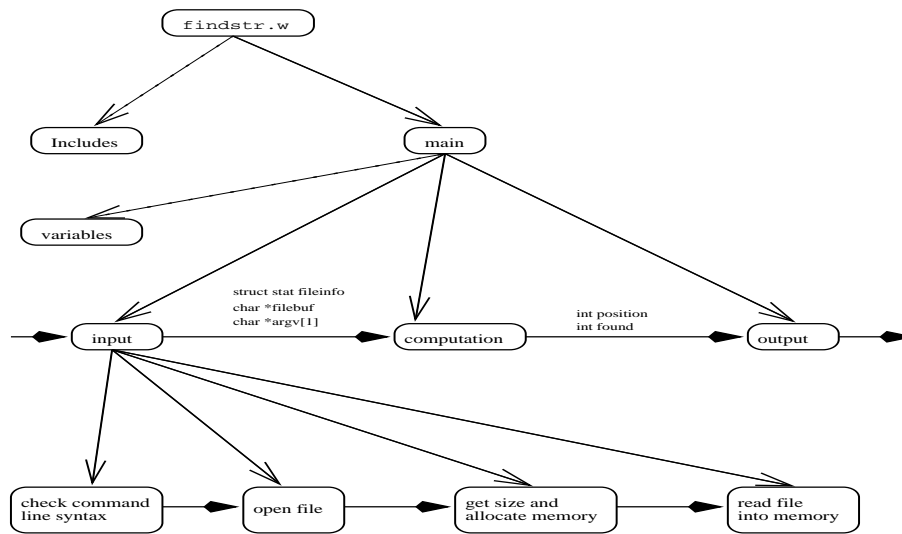 findstr.w
Includes
main
variables
struct stat fileinfo
char *filebuf
char *argv[1]
int position
int found
input
computation
output
check command
line syntax
open file
get size and
allocate memory
read file
into memory